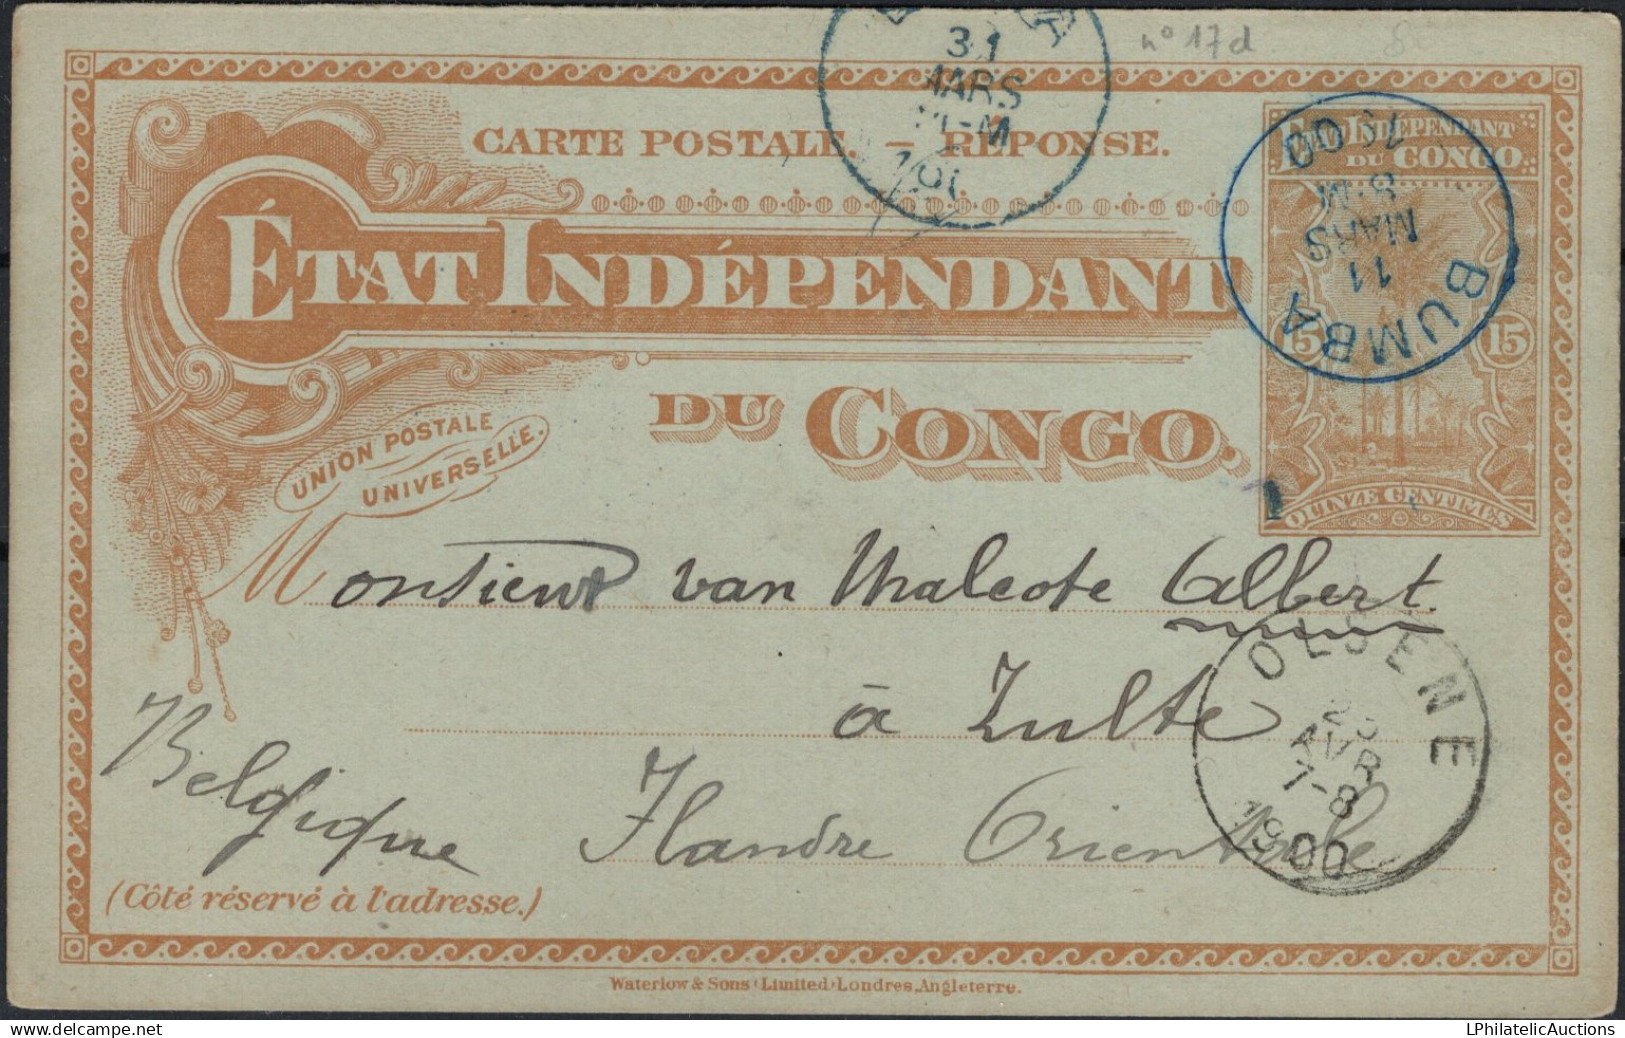 31
MARS
n° 17d
CARTE POSTALE. — RÉPONSE.
ÉTAT INDÉPENDANT
DU CONGO.
ÉTAT INDÉPENDANT
DU CONGO
15 15
QUINZE CENTIMES
BUMBA
11
MARS
UNION POSTALE
UNIVERSELLE.
Monsieur van Malcote Albert.
à Zulte
Belgique Flandre Orientale
OLSENE
AVR
7-8
1900
(Côté réservé à l'adresse.)
Waterlow & Sons (Limited) Londres, Angleterre.
www.delcampe.net/en_US/collectibles
LPhilatelicAuctions